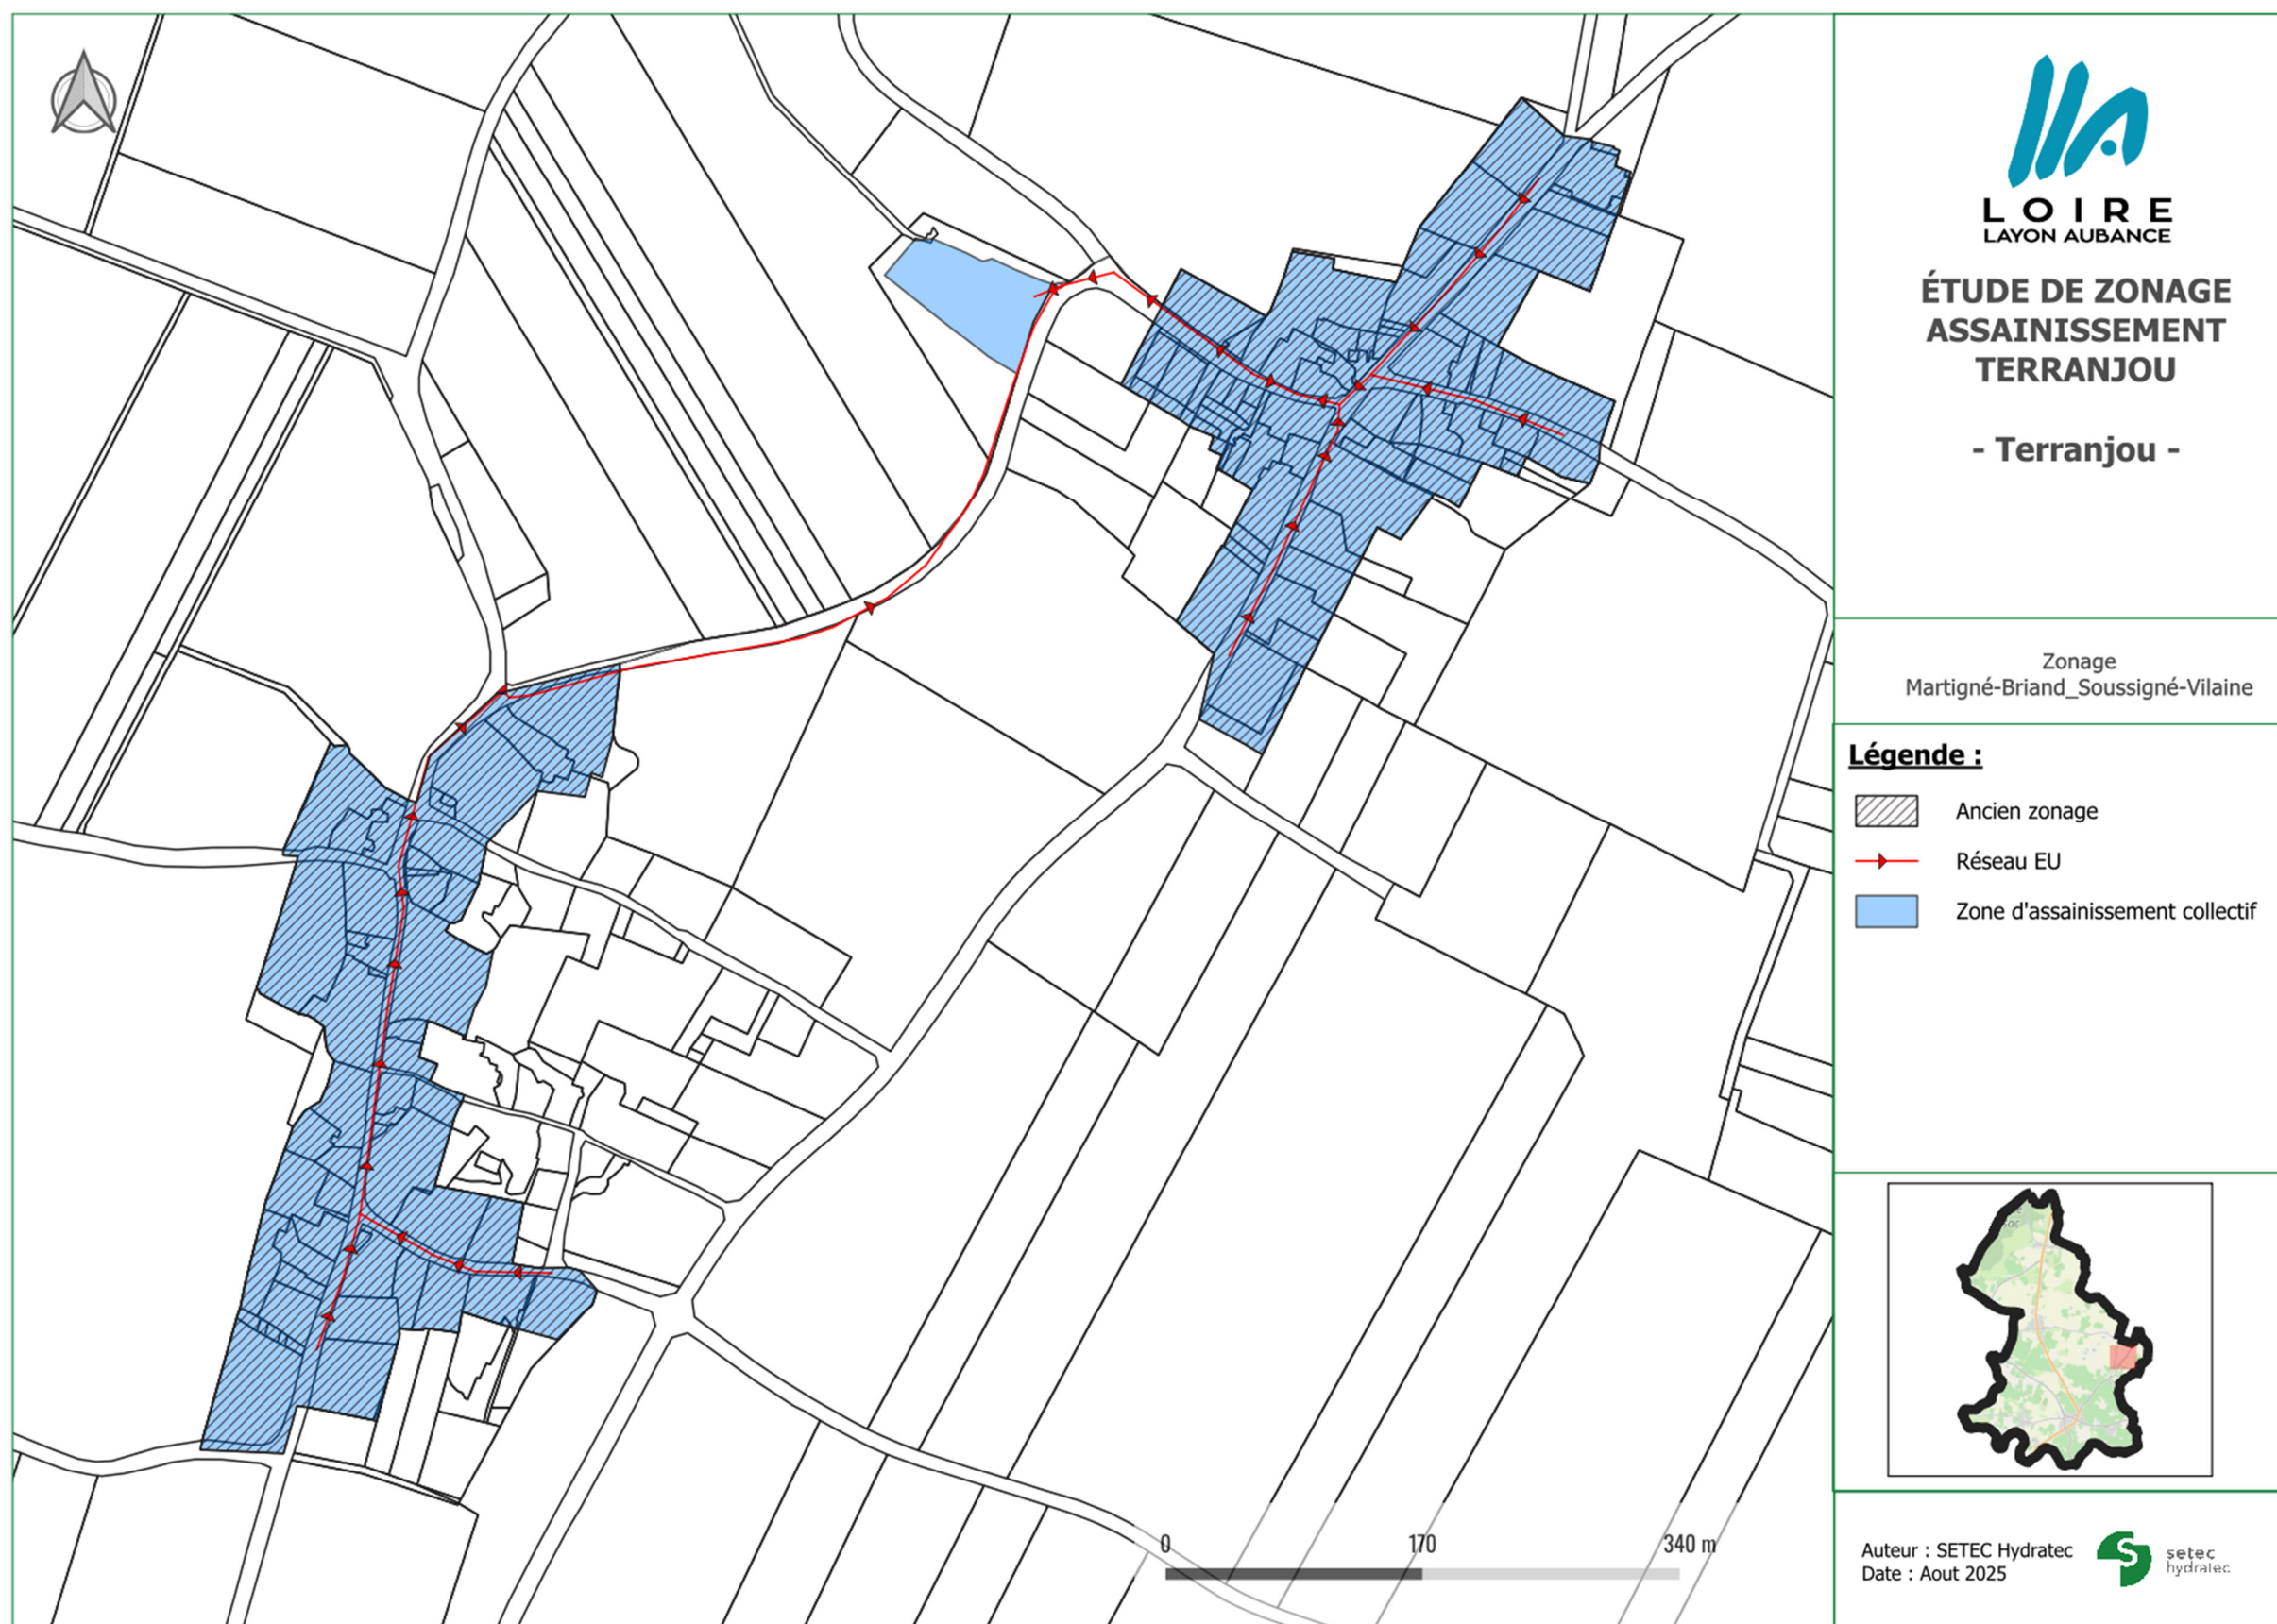 LOIRE
LAYON AUBANCE
ÉTUDE DE ZONAGE
ASSAINISSEMENT
TERRANJOU
- Terranjou -
Zonage
Martigné-Briand_Soussigné-Vilaine
Légende :
Ancien zonage
Réseau EU
Zone d'assainissement collectif
0 170 340 m
Auteur : SETEC Hydratec
Date : Aout 2025
setec
hydratec